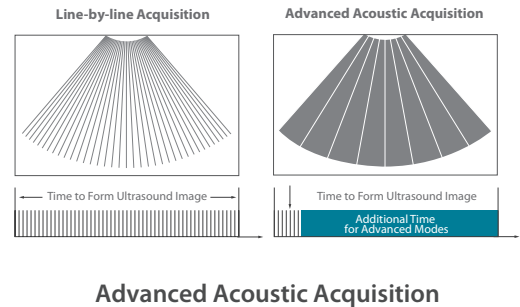 Line-by-line Acquisition
Advanced Acoustic Acquisition
Time to Form Ultrasound Image
Time to Form Ultrasound Image
Additional Time
for Advanced Modes
Advanced Acoustic Acquisition